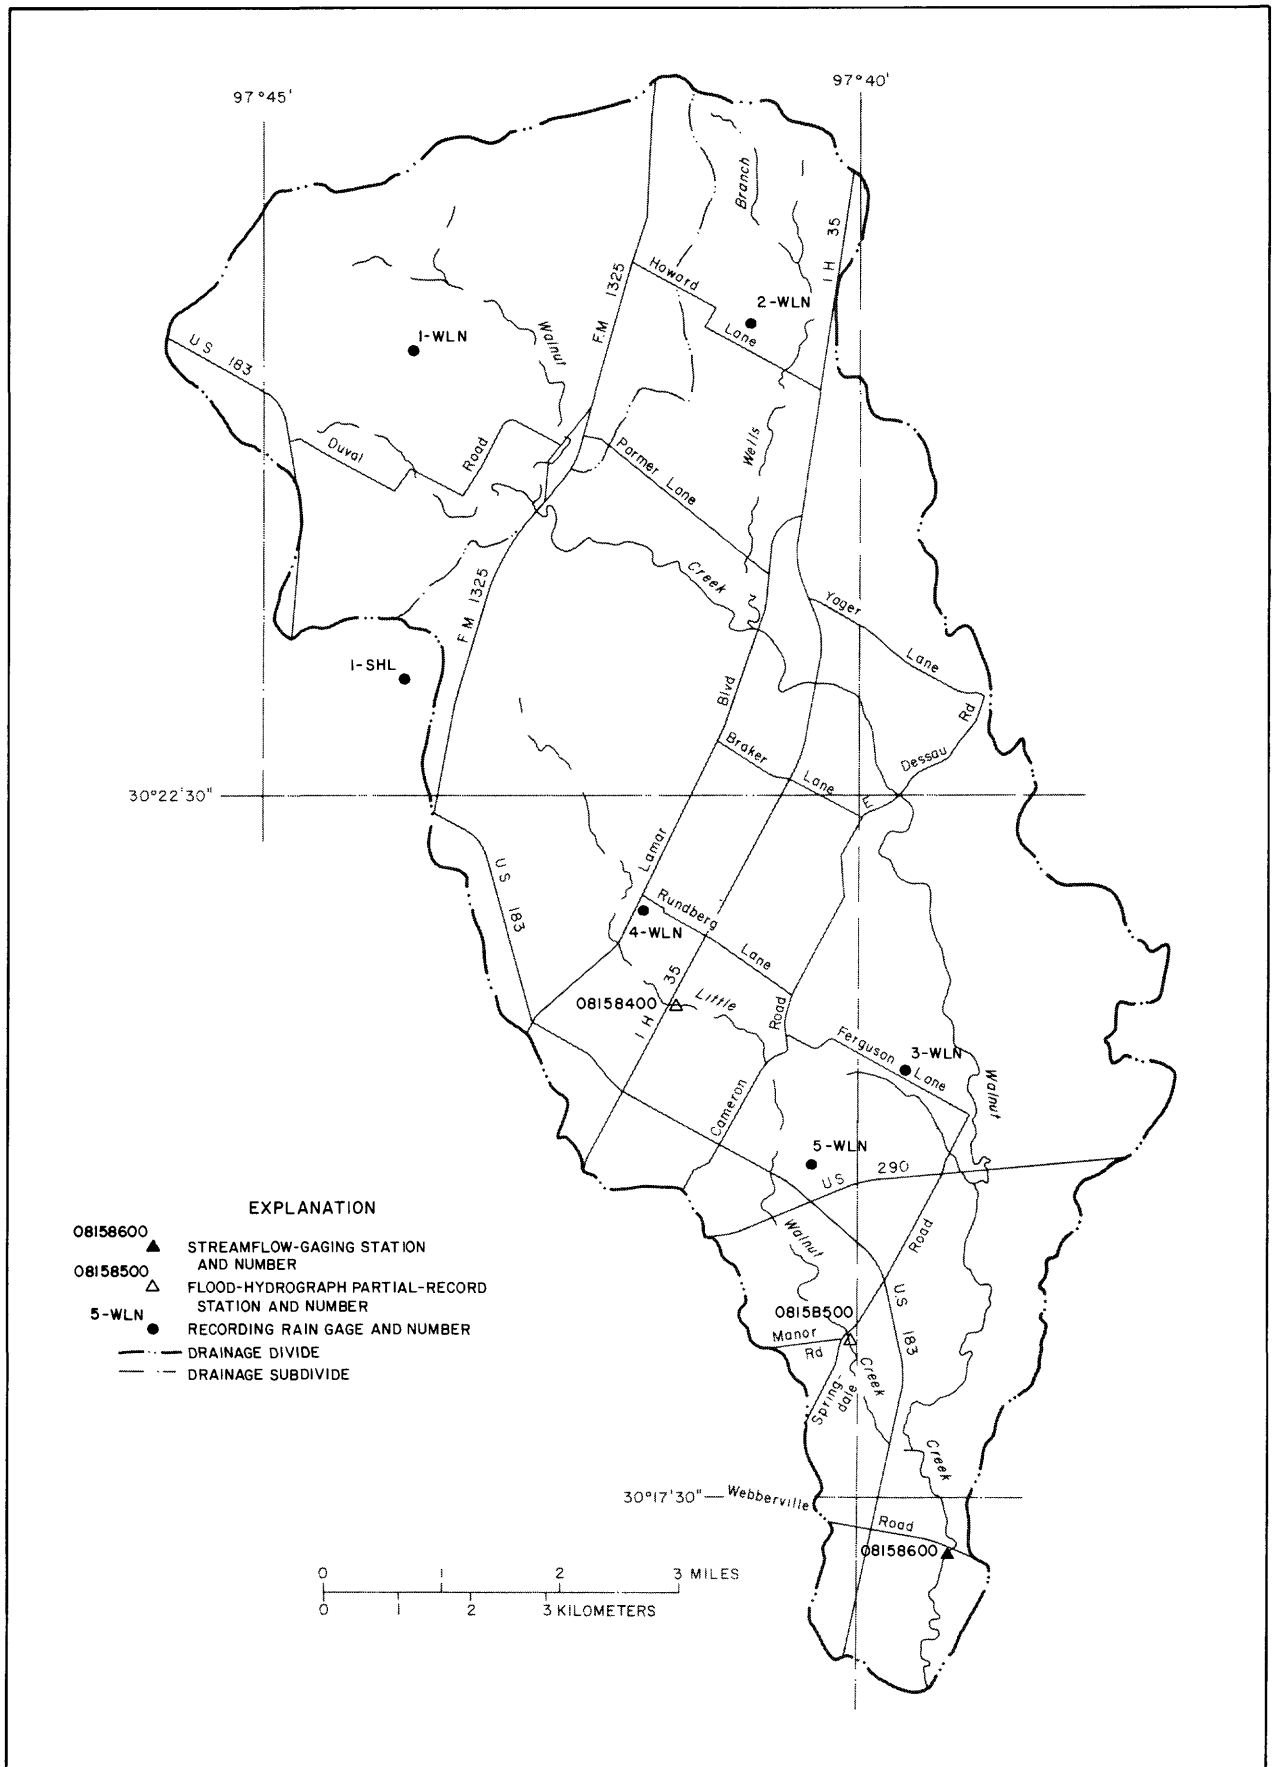 97°45'
97°40'
Branch
IH 35
Howard
Lane
FM 1325
2-WLN
1-WLN
Walnut
US 183
Duval
Road
Parmer Lane
Wells
Creek
FM 1325
Yager
Lane
1-SHL
Blvd
Rd
Dessau
Braker
Lane
E
30°22'30"
Lamar
US 183
Rundberg
Lane
4-WLN
IH 35
08158400
Little
Road
Ferguson
Lane
3-WLN
Walnut
Cameron
5-WLN
US 290
Walnut
Road
US 183
08158500
Manor
Rd
Creek
Spring-
dale
Creek
30°17'30"
Webberville
Road
08158600
EXPLANATION
08158600
STREAMFLOW-GAGING STATION
AND NUMBER
08158500
FLOOD-HYDROGRAPH PARTIAL-RECORD
STATION AND NUMBER
5-WLN
RECORDING RAIN GAGE AND NUMBER
DRAINAGE DIVIDE
DRAINAGE SUBDIVIDE
0 1 2 3 MILES
0 1 2 3 KILOMETERS